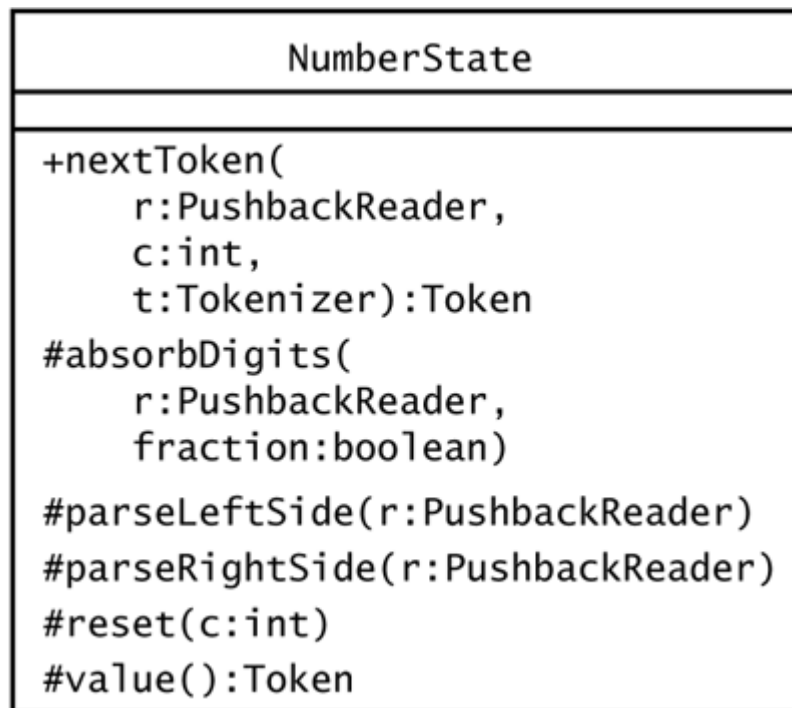 NumberState
+nextToken(
r:PushbackReader,
c:int,
t:Tokenizer):Token
#absorbDigits(
r:PushbackReader,
fraction:boolean)
#parseLeftSide(r:PushbackReader)
#parseRightSide(r:PushbackReader)
#reset(c:int)
#value():Token